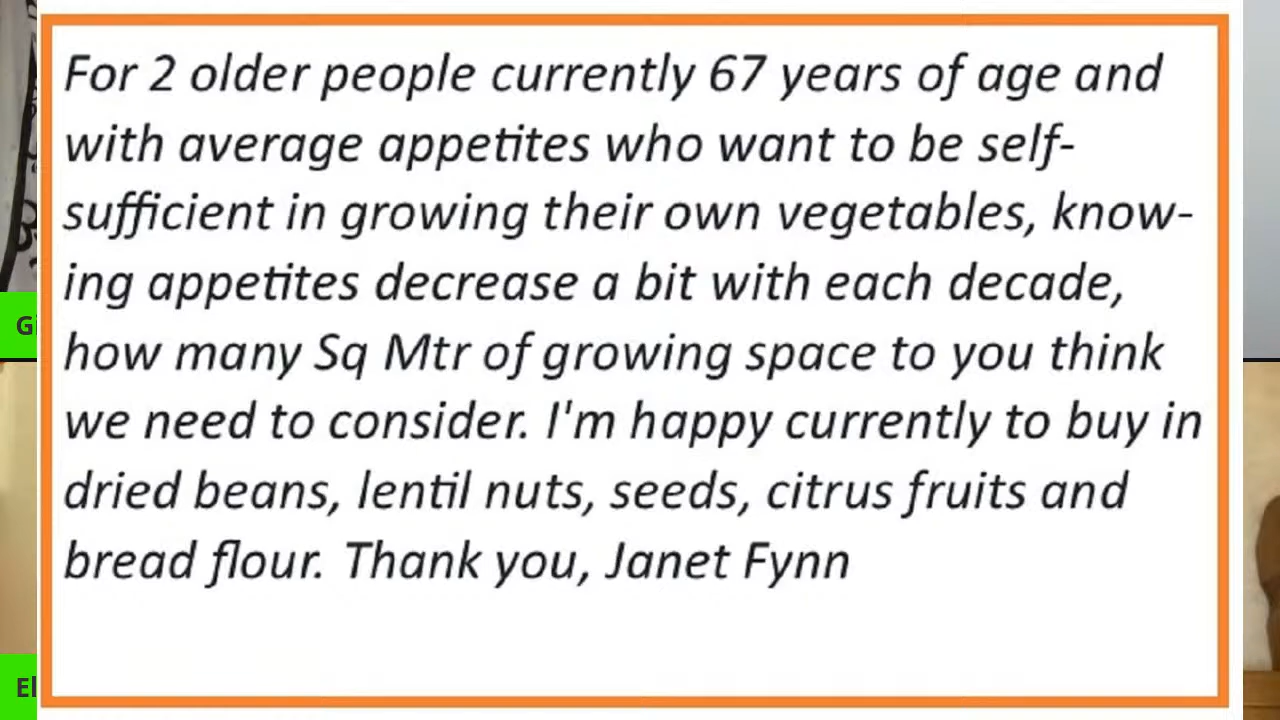 For 2 older people currently 67 years of age and
with average appetites who want to be self-
sufficient in growing their own vegetables, know-
ing appetites decrease a bit with each decade,
how many Sq Mtr of growing space to you think
we need to consider. I'm happy currently to buy in
dried beans, lentil nuts, seeds, citrus fruits and
bread flour. Thank you, Janet Fynn